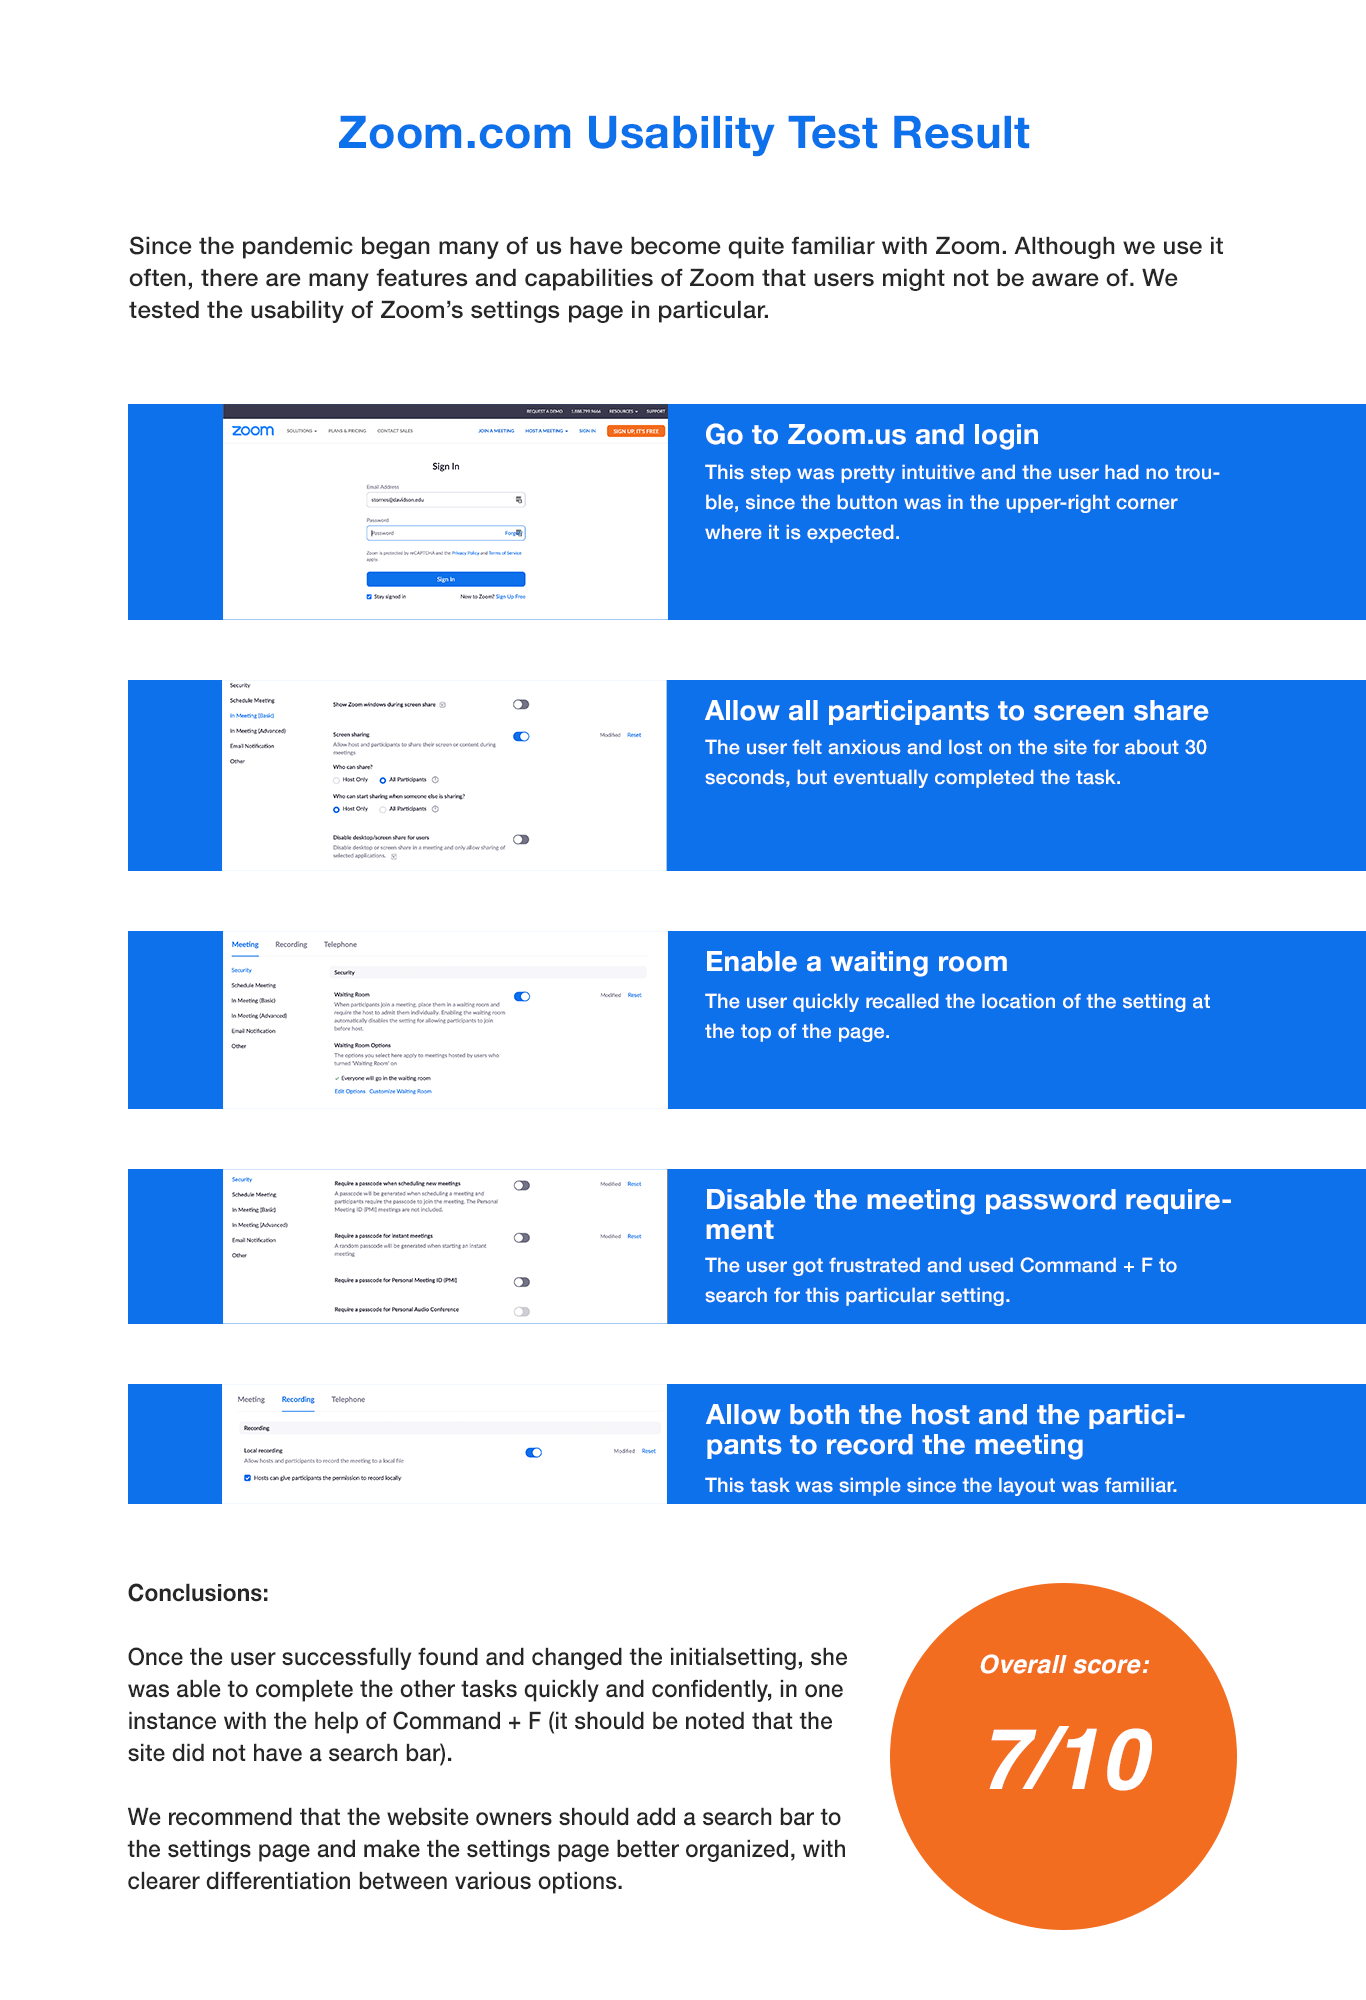 Zoom.com Usability Test Result
Since the pandemic began many of us have become quite familiar with Zoom. Although we use it
often, there are many features and capabilities of Zoom that users might not be aware of. We
tested the usability of Zoom's settings page in particular.
REQUEST A DEMO 1.888.799.9666 RESOURCES SUPPORT
zoom SOLUTIONS PLANS & PRICING CONTACT SALES JOIN A MEETING HOST A MEETING SIGN IN SIGN UP, IT'S FREE
Sign In
Email Address
stormes@davidson.edu
Password
Password Forg
Zoom is protected by reCAPTCHA and the Privacy Policy and Terms of Service
apply.
Sign In
Stay signed in New to Zoom? Sign Up Free
Go to Zoom.us and login
This step was pretty intuitive and the user had no trou-
ble, since the button was in the upper-right corner
where it is expected.
Security
Schedule Meeting
In Meeting (Basic)
In Meeting (Advanced)
Email Notification
Other
Show Zoom windows during screen share
Screen sharing Modified Reset
Allow host and participants to share their screen or content during
meetings
Who can share?
Host Only All Participants
Who can start sharing when someone else is sharing?
Host Only All Participants
Disable desktop/screen share for users
Disable desktop or screen share in a meeting and only allow sharing of
selected applications.
Allow all participants to screen share
The user felt anxious and lost on the site for about 30
seconds, but eventually completed the task.
Meeting Recording Telephone
Security
Schedule Meeting
In Meeting (Basic)
In Meeting (Advanced)
Email Notification
Other
Security
Waiting Room Modified Reset
When participants join a meeting, place them in a waiting room and
require the host to admit them individually. Enabling the waiting room
automatically disables the setting for allowing participants to join
before host.
Waiting Room Options
The options you select here apply to meetings hosted by users who
turned 'Waiting Room' on
Everyone will go in the waiting room
Edit Options Customize Waiting Room
Enable a waiting room
The user quickly recalled the location of the setting at
the top of the page.
Security
Schedule Meeting
In Meeting (Basic)
In Meeting (Advanced)
Email Notification
Other
Require a passcode when scheduling new meetings Modified Reset
A passcode will be generated when scheduling a meeting and
participants require the passcode to join the meeting. The Personal
Meeting ID (PMI) meetings are not included.
Require a passcode for instant meetings Modified Reset
A random passcode will be generated when starting an instant
meeting
Require a passcode for Personal Meeting ID (PMI)
Require a passcode for Personal Audio Conference
Disable the meeting password require-
ment
The user got frustrated and used Command + F to
search for this particular setting.
Meeting Recording Telephone
Recording
Local recording Modified Reset
Allow hosts and participants to record the meeting to a local file
Hosts can give participants the permission to record locally
Allow both the host and the partici-
pants to record the meeting
This task was simple since the layout was familiar.
Conclusions:
Once the user successfully found and changed the initialsetting, she
was able to complete the other tasks quickly and confidently, in one
instance with the help of Command + F (it should be noted that the
site did not have a search bar).
We recommend that the website owners should add a search bar to
the settings page and make the settings page better organized, with
clearer differentiation between various options.
Overall score:
7/10